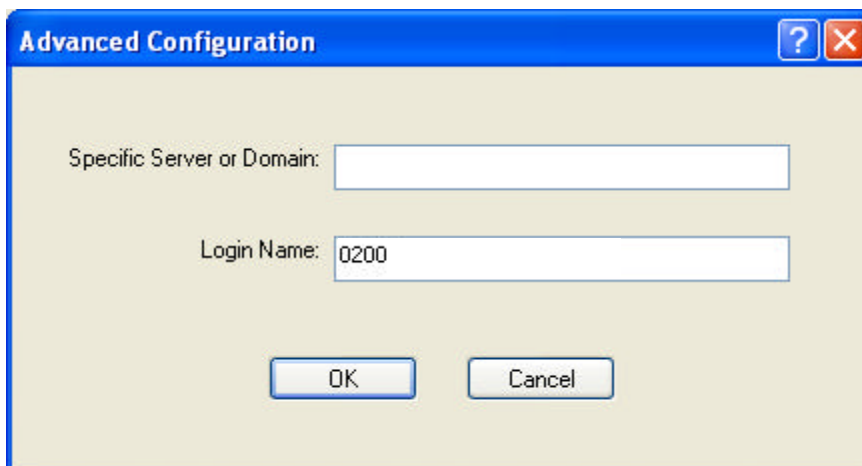 Advanced Configuration
Specific Server or Domain:
Login Name: 0200
OK Cancel